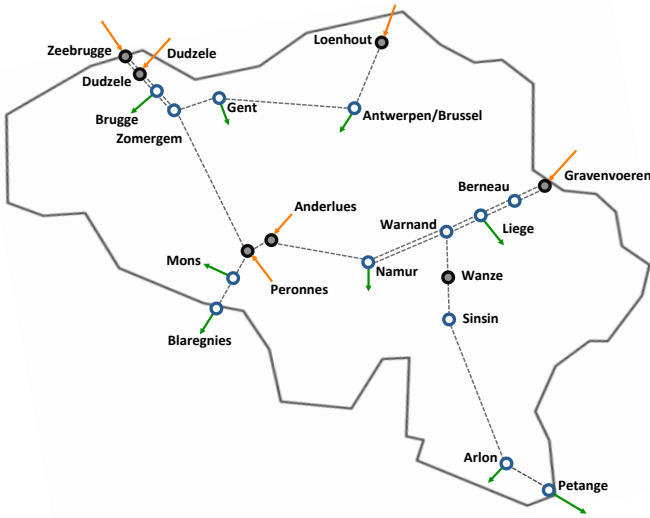 Loenhout
Zeebrugge
Dudzele
Dudzele
Gent
Antwerpen/Brussel
Brugge
Zomergem
Gravenvoeren
Berneau
Anderlues
Warnand
Liege
Mons
Namur
Wanze
Peronnes
Sinsin
Blaregnies
Arlon
Petange